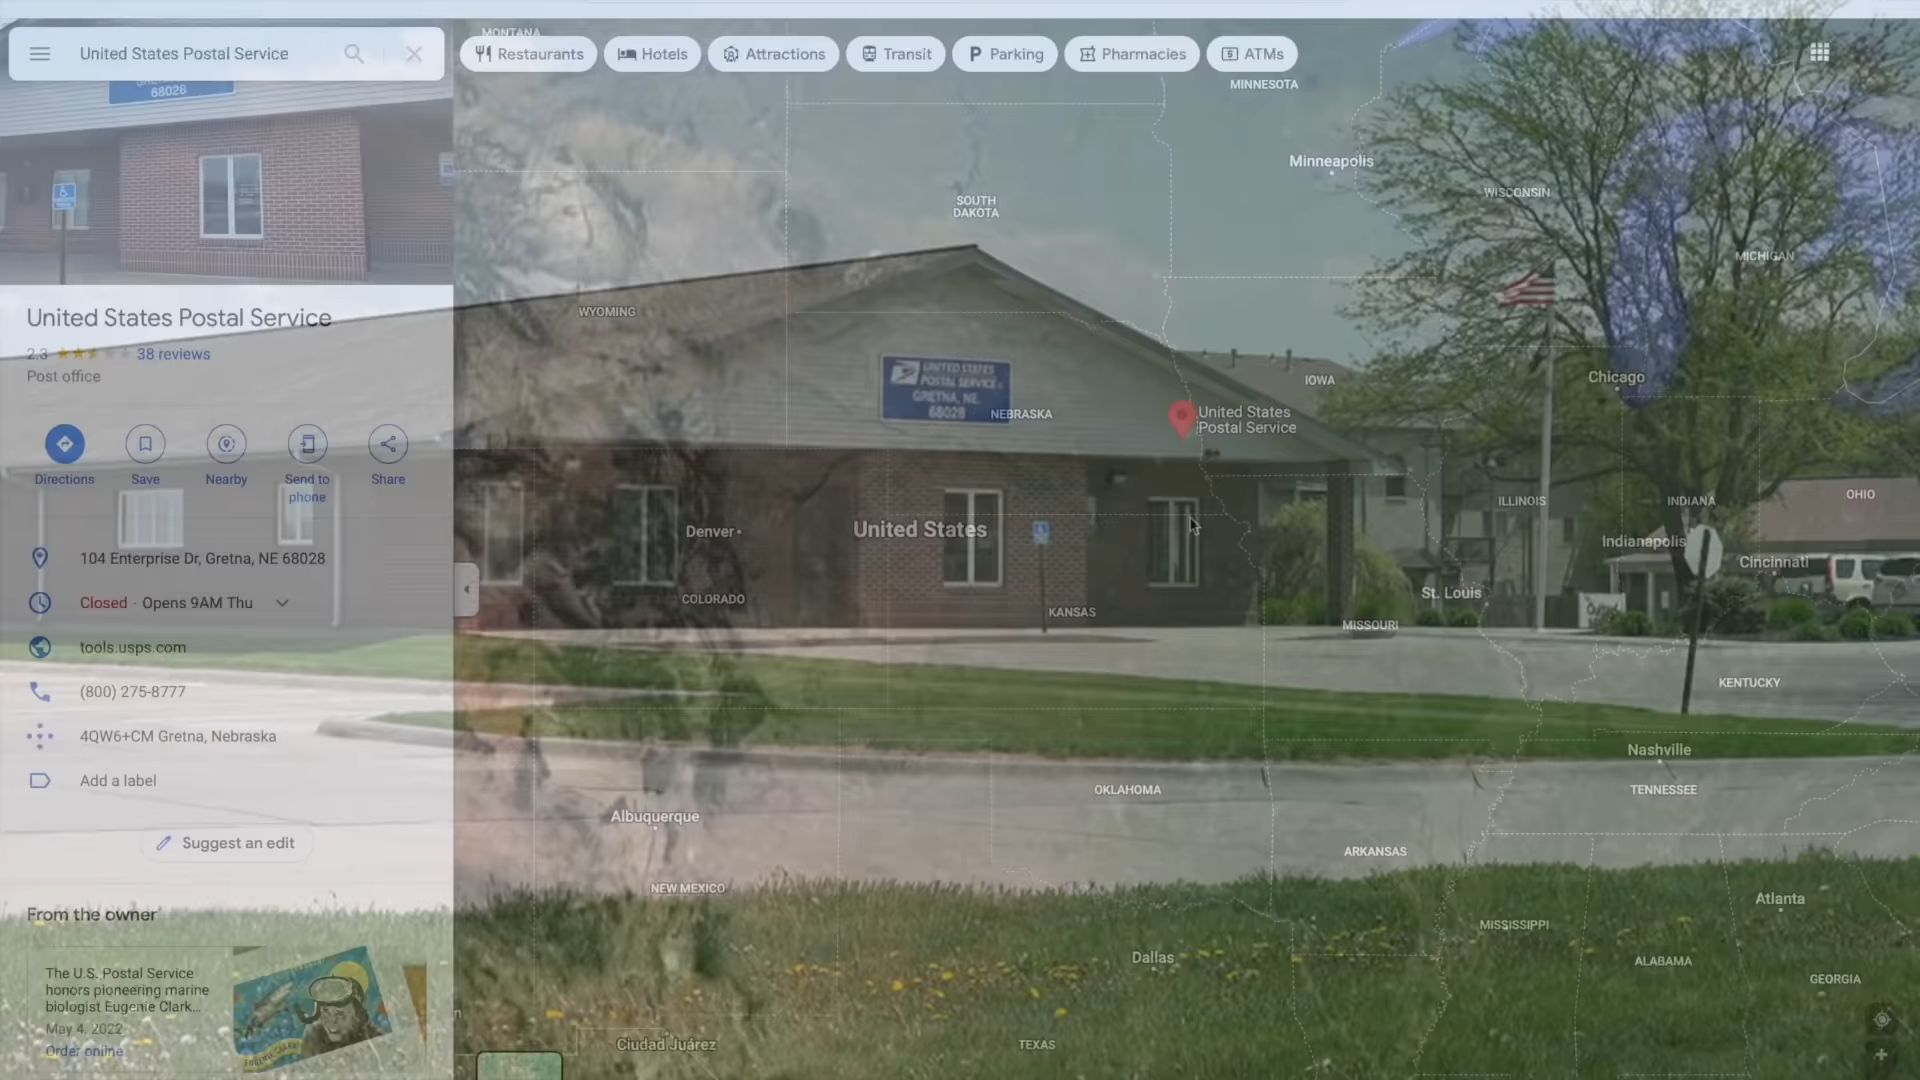 United States Postal Service
Restaurants
Hotels
Attractions
Transit
Parking
Pharmacies
ATMs
68028
United States Postal Service
2.3
38 reviews
Post office
Directions
Save
Nearby
Send to
phone
Share
104 Enterprise Dr, Gretna, NE 68028
Closed · Opens 9AM Thu
tools.usps.com
(800) 275-8777
4QW6+CM Gretna, Nebraska
Add a label
Suggest an edit
From the owner
The U.S. Postal Service
honors pioneering marine
biologist Eugenie Clark...
May 4, 2022
Order online
EUGENIE CLARK
MONTANA
MINNESOTA
Minneapolis
WISCONSIN
SOUTH
DAKOTA
MICHIGAN
WYOMING
UNITED STATES
POSTAL SERVICE
GRETNA, NE.
68028
NEBRASKA
IOWA
Chicago
United States
Postal Service
ILLINOIS
INDIANA
OHIO
Denver
United States
Indianapolis
Cincinnati
COLORADO
KANSAS
St. Louis
MISSOURI
KENTUCKY
Nashville
TENNESSEE
OKLAHOMA
Albuquerque
ARKANSAS
NEW MEXICO
Atlanta
MISSISSIPPI
Dallas
ALABAMA
GEORGIA
Ciudad Juárez
TEXAS